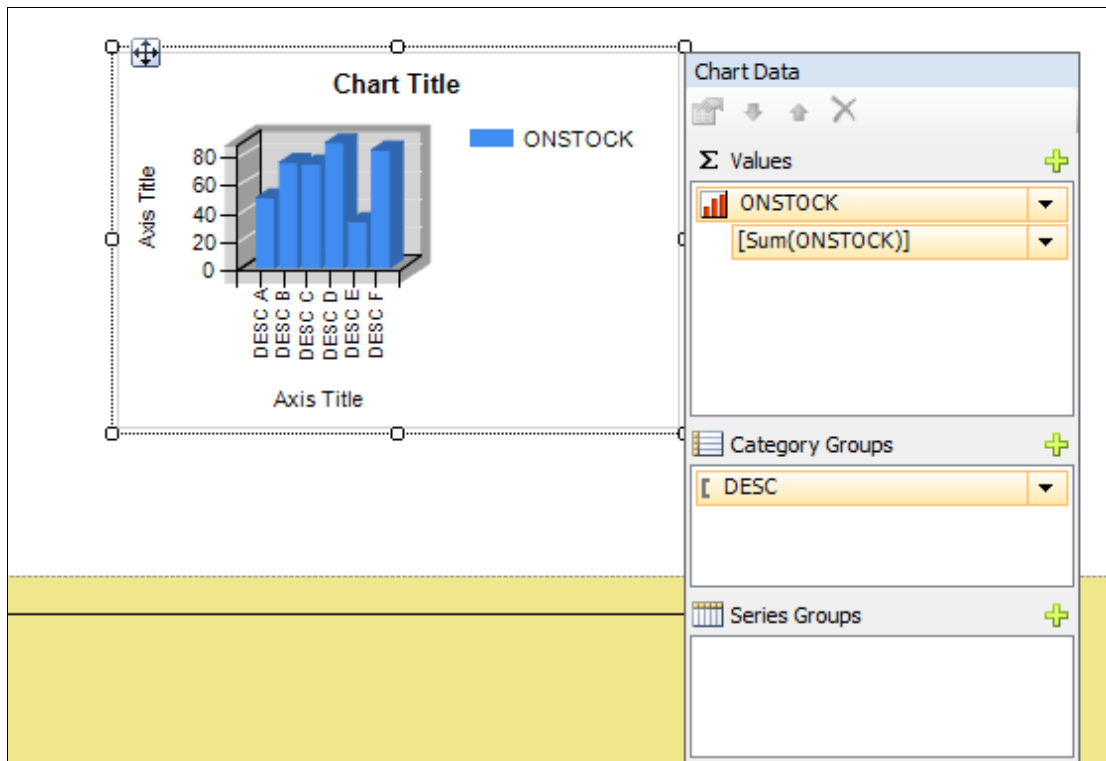 Chart Title
ONSTOCK
Axis Title
80
60
40
20
0
DESC A
DESC B
DESC C
DESC D
DESC E
DESC F
Axis Title
Chart Data
Σ Values
ONSTOCK
[Sum(ONSTOCK)]
Category Groups
DESC
Series Groups